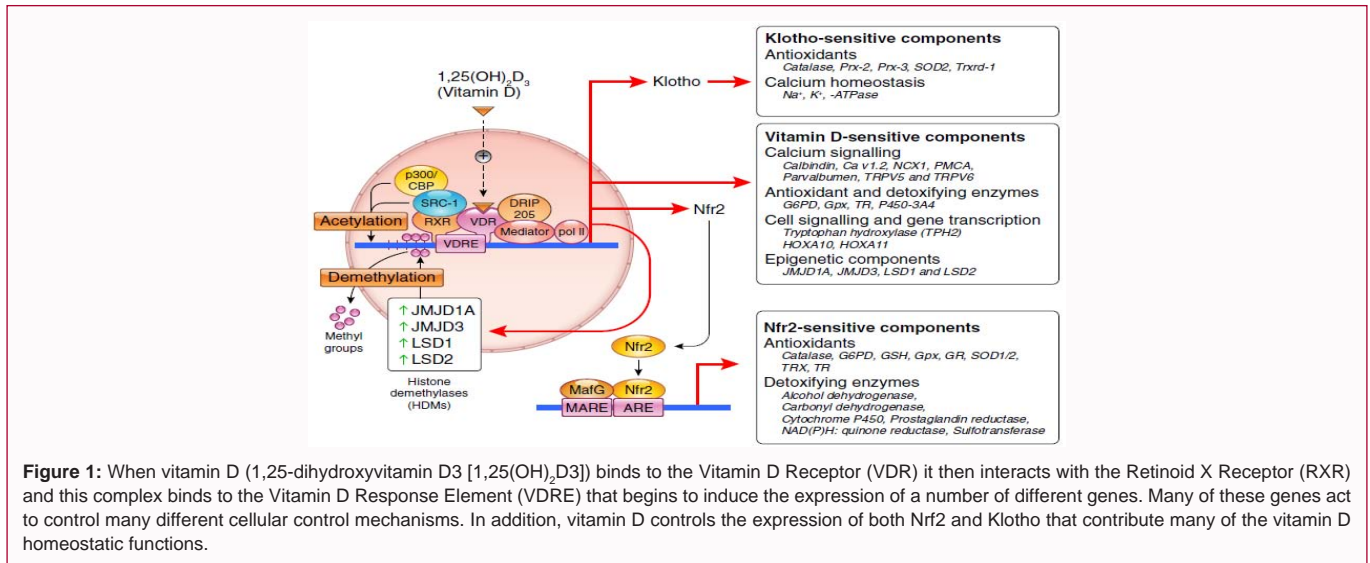 1,25(OH)₂D₃
(Vitamin D)
p300/
CBP
SRC-1
RXR
VDR
DRIP
205
Mediator
pol II
VDRE
Acetylation
Demethylation
Methyl
groups
↑ JMJD1A
↑ JMJD3
↑ LSD1
↑ LSD2
Histone
demethylases
(HDMs)
Klotho
Nfr2
Nfr2
MafG
Nfr2
MARE
ARE
Klotho-sensitive components
Antioxidants
Catalase, Prx-2, Prx-3, SOD2, Trxrd-1
Calcium homeostasis
Na⁺, K⁺, -ATPase
Vitamin D-sensitive components
Calcium signalling
Calbindin, Ca v1.2, NCX1, PMCA,
Parvalbumen, TRPV5 and TRPV6
Antioxidant and detoxifying enzymes
G6PD, Gpx, TR, P450-3A4
Cell signalling and gene transcription
Tryptophan hydroxylase (TPH2)
HOXA10, HOXA11
Epigenetic components
JMJD1A, JMJD3, LSD1 and LSD2
Nfr2-sensitive components
Antioxidants
Catalase, G6PD, GSH, Gpx, GR, SOD1/2,
TRX, TR
Detoxifying enzymes
Alcohol dehydrogenase,
Carbonyl dehydrogenase,
Cytochrome P450, Prostaglandin reductase,
NAD(P)H: quinone reductase, Sulfotransferase
Figure 1: When vitamin D (1,25-dihydroxyvitamin D3 [1,25(OH)₂D3]) binds to the Vitamin D Receptor (VDR) it then interacts with the Retinoid X Receptor (RXR)
and this complex binds to the Vitamin D Response Element (VDRE) that begins to induce the expression of a number of different genes. Many of these genes act
to control many different cellular control mechanisms. In addition, vitamin D controls the expression of both Nrf2 and Klotho that contribute many of the vitamin D
homeostatic functions.